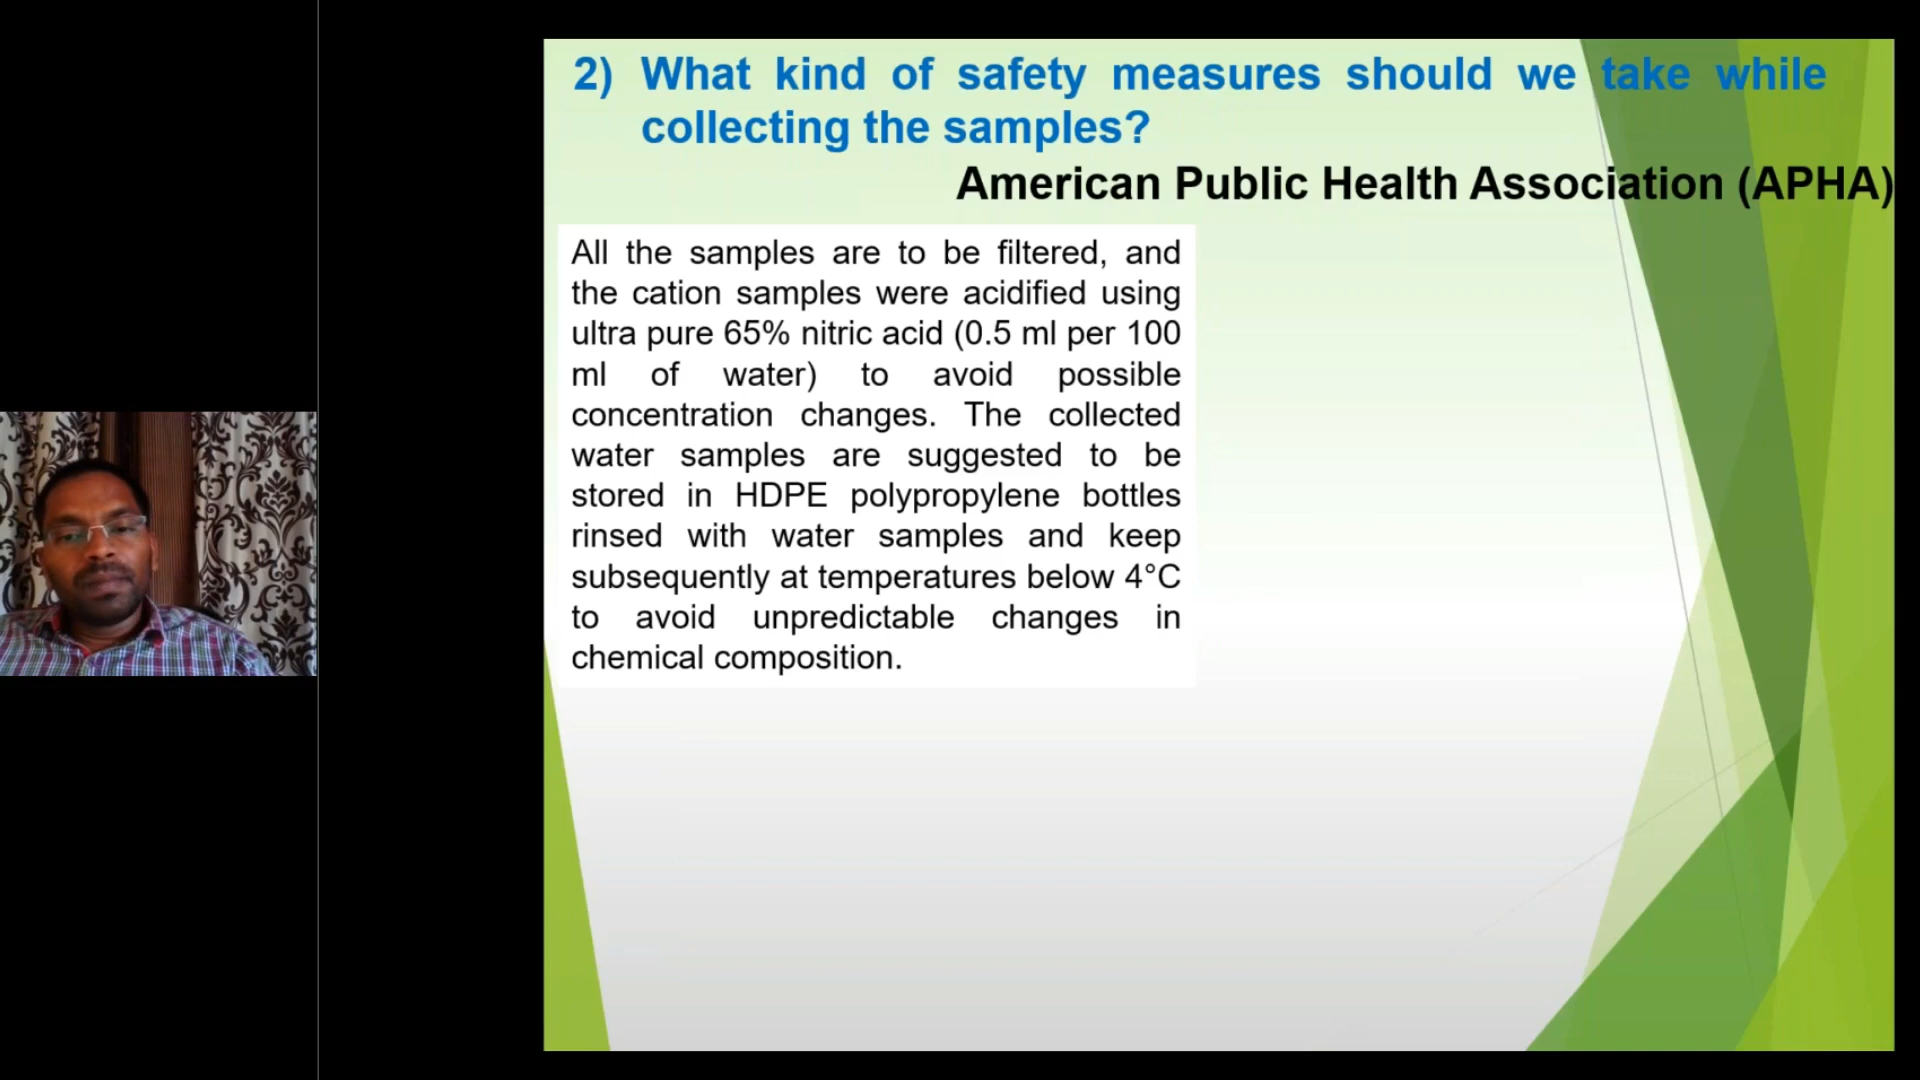 2) What kind of safety measures should we take while
collecting the samples?
American Public Health Association (APHA)
All the samples are to be filtered, and
the cation samples were acidified using
ultra pure 65% nitric acid (0.5 ml per 100
ml of water) to avoid possible
concentration changes. The collected
water samples are suggested to be
stored in HDPE polypropylene bottles
rinsed with water samples and keep
subsequently at temperatures below 4°C
to avoid unpredictable changes in
chemical composition.